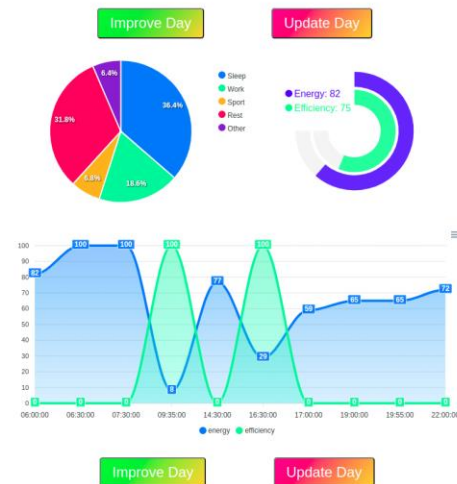 Improve Day Update Day
6.4%
36.4%
31.8%
6.8%
18.6%
Sleep
Work
Sport
Rest
Other
Energy: 82
Efficiency: 75
100
90
80
70
60
50
40
30
20
10
0
82 100 100 8 77 29 59 65 65 72
0 0 0 100 0 100 0 0 0 0
06:00:00 06:30:00 07:30:00 09:35:00 14:30:00 16:30:00 17:00:00 19:00:00 19:55:00 22:00:00
energy efficiency
Improve Day Update Day